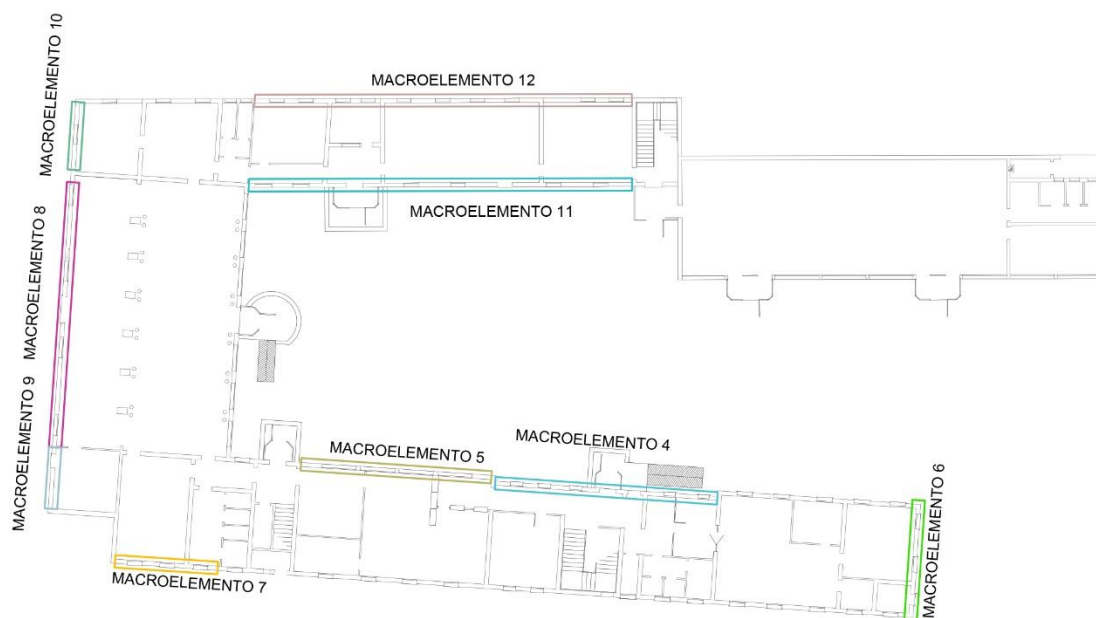 MACROELEMENTO 10
MACROELEMENTO 12
MACROELEMENTO 11
MACROELEMENTO 8
MACROELEMENTO 9
MACROELEMENTO 5
MACROELEMENTO 4
MACROELEMENTO 6
MACROELEMENTO 7